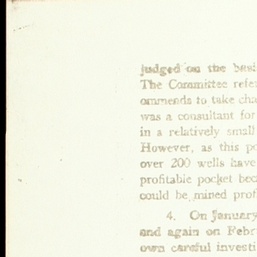 judged on the basi
The Committee refe
ommends to take cha
was a consultant for
in a relatively small
However, as this po
over 200 wells have
profitable pocket bec
could be mined prof
4. On January
and again on Febr
own careful investi